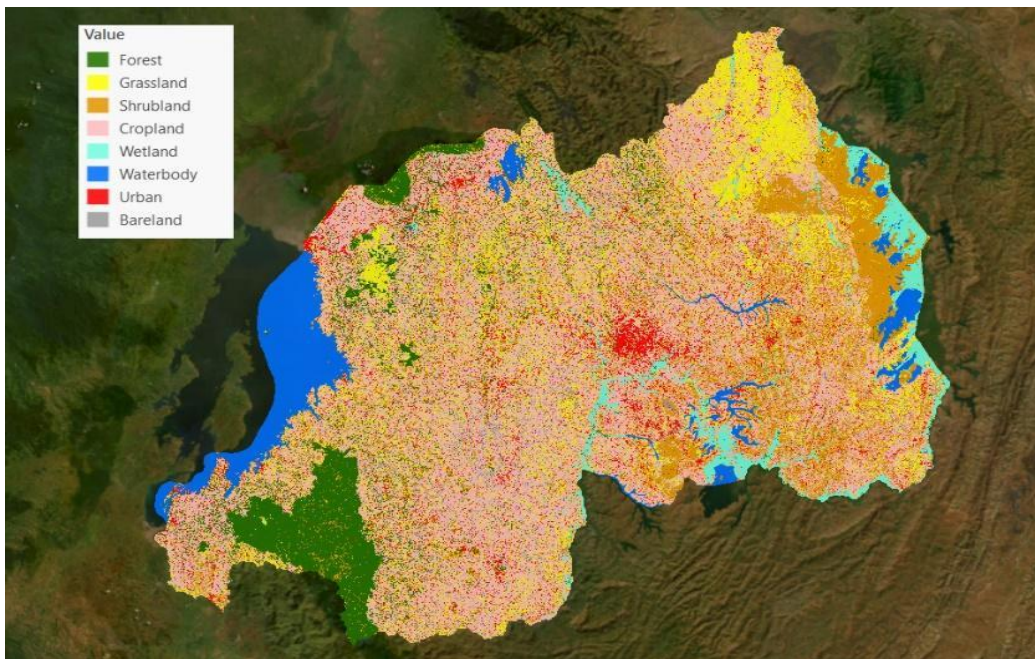 Value
Forest
Grassland
Shrubland
Cropland
Wetland
Waterbody
Urban
Bareland